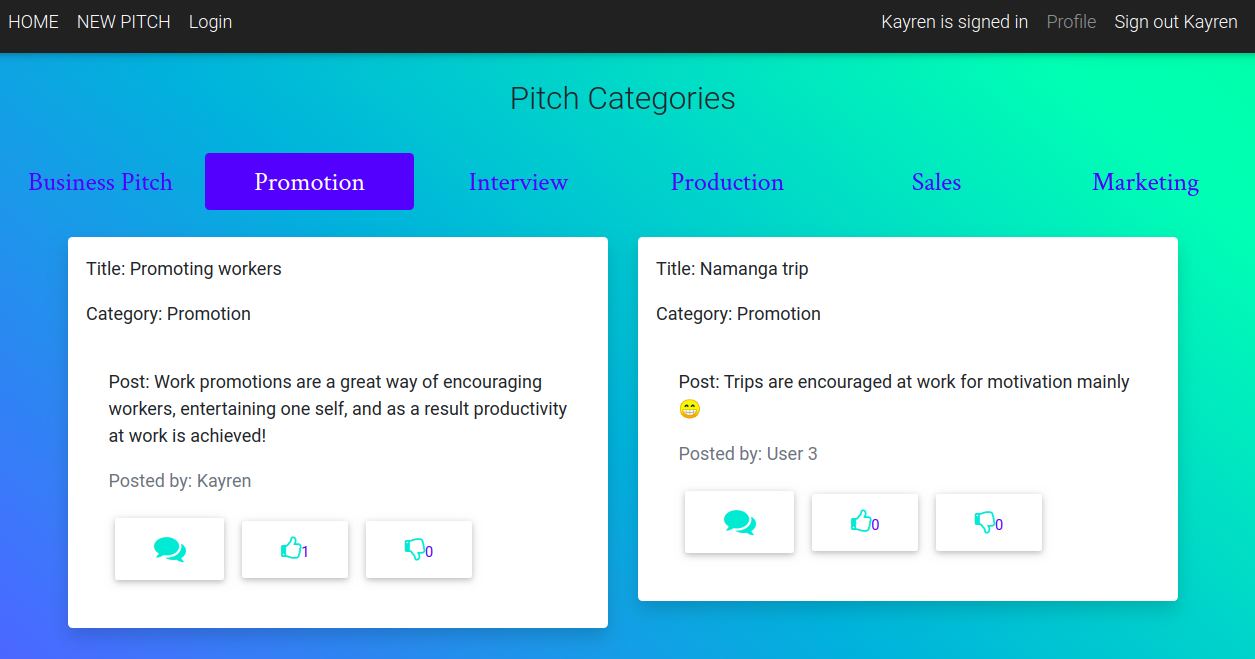 HOME NEW PITCH Login Kayren is signed in Profile Sign out Kayren
Pitch Categories
Business Pitch Promotion Interview Production Sales Marketing
Title: Promoting workers
Category: Promotion
Post: Work promotions are a great way of encouraging
workers, entertaining one self, and as a result productivity
at work is achieved!
Posted by: Kayren
1 0
Title: Namanga trip
Category: Promotion
Post: Trips are encouraged at work for motivation mainly
😁
Posted by: User 3
0 0